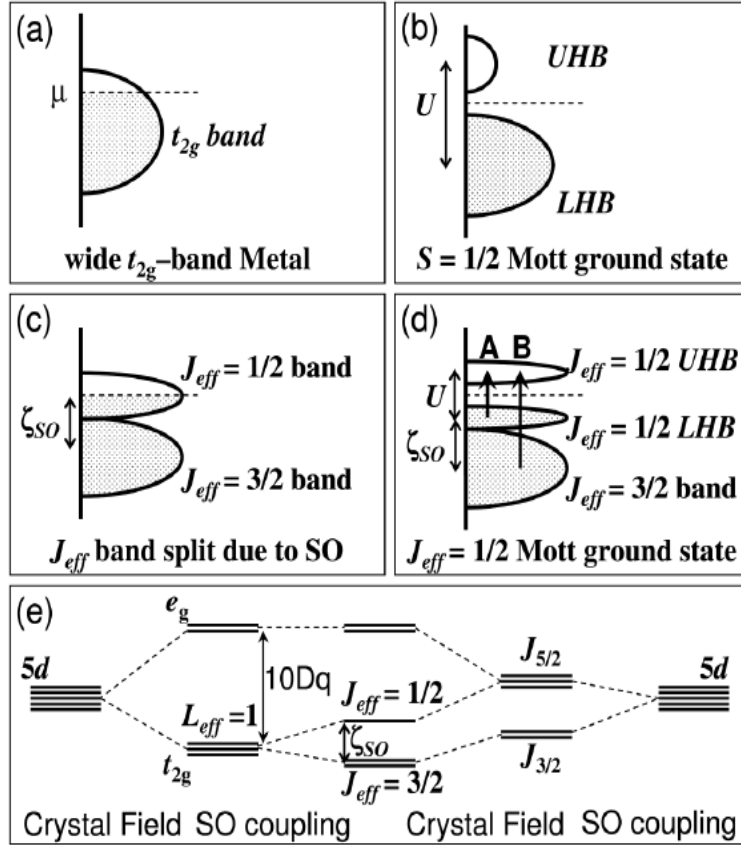 (a)
μ
t2g band
wide t2g–band Metal
(b)
UHB
U
LHB
S = 1/2 Mott ground state
(c)
Jeff = 1/2 band
ζSO
Jeff = 3/2 band
Jeff band split due to SO
(d)
A B
Jeff = 1/2 UHB
U
Jeff = 1/2 LHB
ζSO
Jeff = 3/2 band
Jeff = 1/2 Mott ground state
(e)
eg
5d
10Dq
Leff =1
t2g
Jeff = 1/2
ζSO
Jeff = 3/2
J5/2
J3/2
5d
Crystal Field SO coupling Crystal Field SO coupling